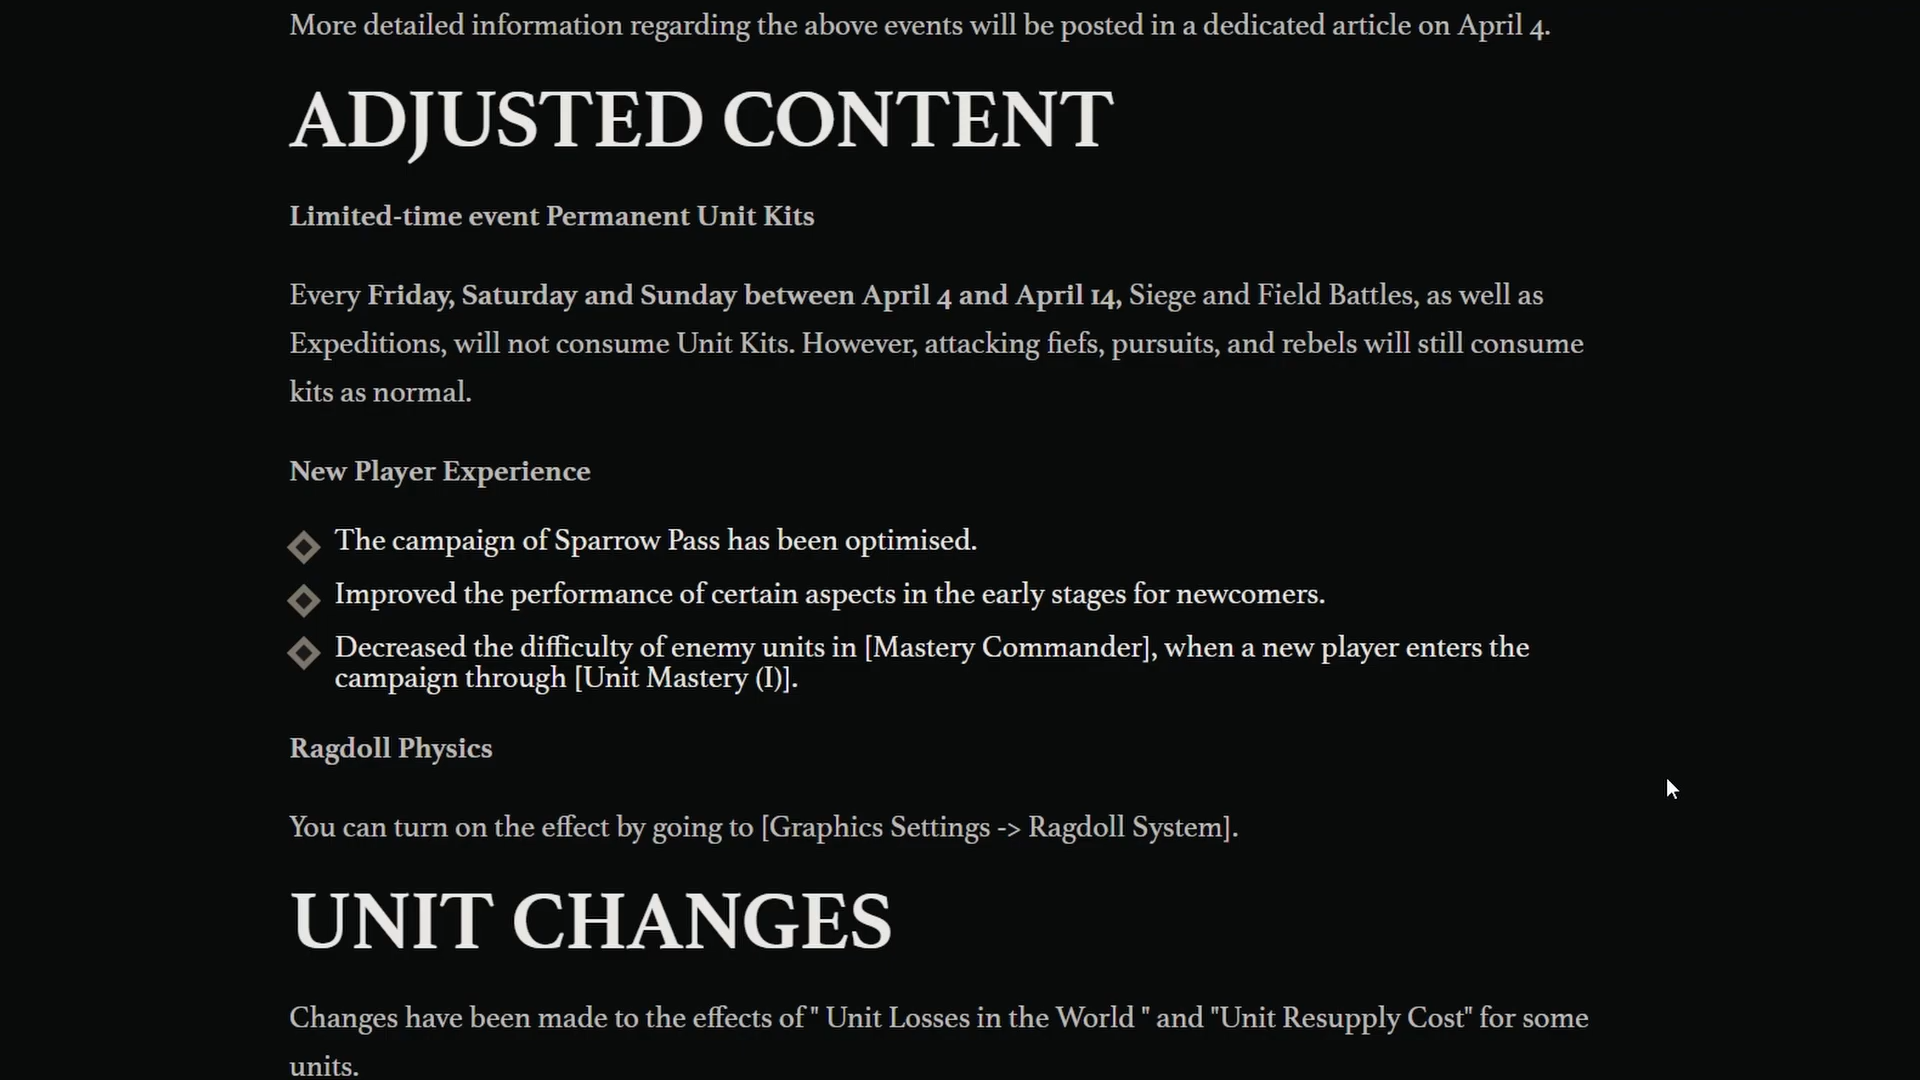 More detailed information regarding the above events will be posted in a dedicated article on April 4.
ADJUSTED CONTENT
Limited-time event Permanent Unit Kits
Every Friday, Saturday and Sunday between April 4 and April 14, Siege and Field Battles, as well as
Expeditions, will not consume Unit Kits. However, attacking fiefs, pursuits, and rebels will still consume
kits as normal.
New Player Experience
The campaign of Sparrow Pass has been optimised.
Improved the performance of certain aspects in the early stages for newcomers.
Decreased the difficulty of enemy units in [Mastery Commander], when a new player enters the
campaign through [Unit Mastery (I)].
Ragdoll Physics
You can turn on the effect by going to [Graphics Settings -> Ragdoll System].
UNIT CHANGES
Changes have been made to the effects of " Unit Losses in the World " and "Unit Resupply Cost" for some
units.